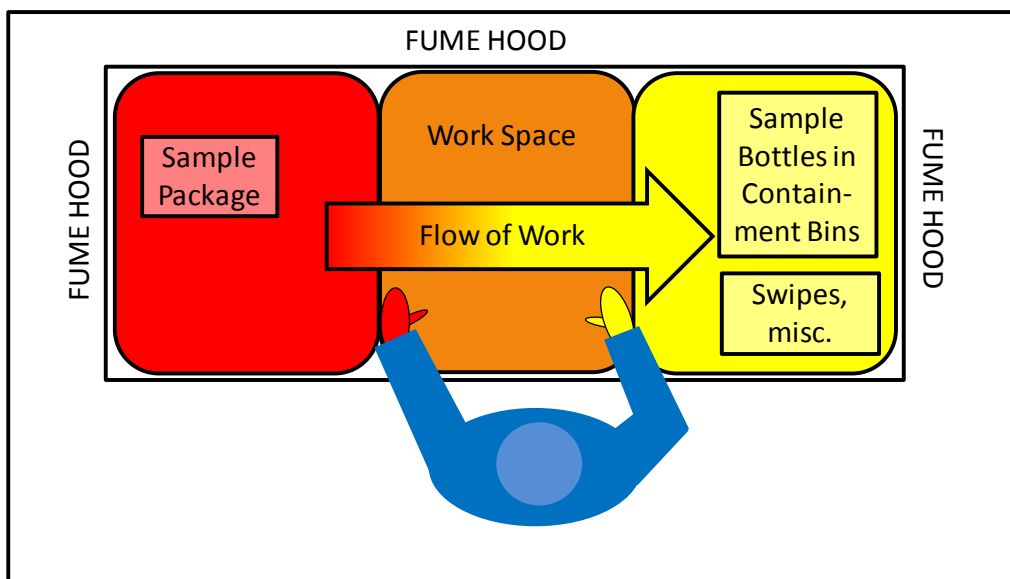 FUME HOOD
FUME HOOD
Sample
Package
Work Space
Flow of Work
Sample
Bottles in
Contain-
ment Bins
Swipes,
misc.
FUME HOOD